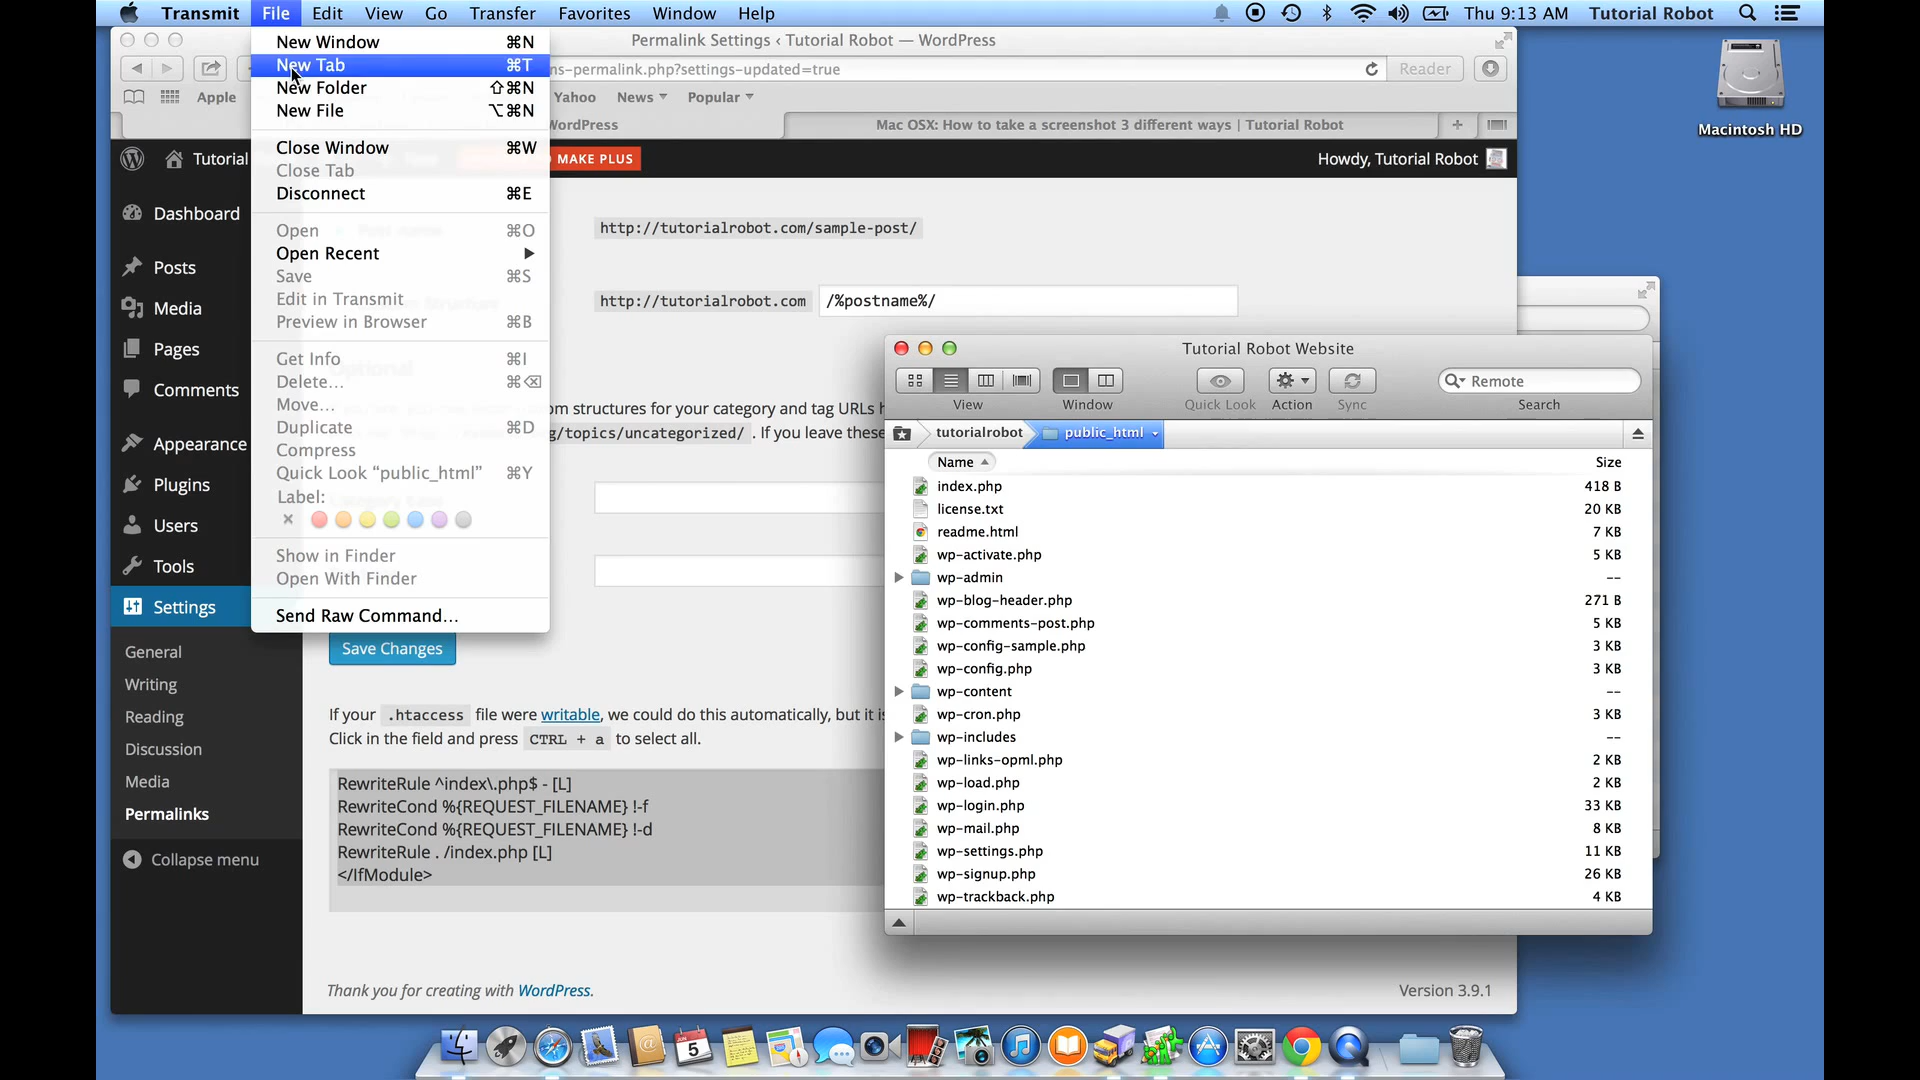 Transmit File Edit View Go Transfer Favorites Window Help Thu 9:13 AM Tutorial Robot
Permalink Settings ‹ Tutorial Robot — WordPress
ns-permalink.php?settings-updated=true Reader
Apple Yahoo News Popular
WordPress Mac OSX: How to take a screenshot 3 different ways | Tutorial Robot
Tutorial MAKE PLUS Howdy, Tutorial Robot
New Window ⌘N
New Tab ⌘T
New Folder ⇧⌘N
New File ⌥⌘N
Close Window ⌘W
Close Tab
Disconnect ⌘E
Open ⌘O
Open Recent
Save ⌘S
Edit in Transmit
Preview in Browser ⌘B
Get Info ⌘I
Delete... ⌘⌫
Move...
Duplicate ⌘D
Compress
Quick Look “public_html” ⌘Y
Label:
Show in Finder
Open With Finder
Send Raw Command...
Macintosh HD
Dashboard
Posts
Media
Pages
Comments
Appearance
Plugins
Users
Tools
Settings
General
Writing
Reading
Discussion
Media
Permalinks
Collapse menu
http://tutorialrobot.com/sample-post/
http://tutorialrobot.com /%postname%/
Optional
om structures for your category and tag URLs h
g/topics/uncategorized/ . If you leave these
Save Changes
If your .htaccess file were writable, we could do this automatically, but it is
Click in the field and press CTRL + a to select all.
RewriteRule ^index\.php$ - [L]
RewriteCond %{REQUEST_FILENAME} !-f
RewriteCond %{REQUEST_FILENAME} !-d
RewriteRule . /index.php [L]
</IfModule>
Thank you for creating with WordPress. Version 3.9.1
Tutorial Robot Website
Remote
View Window Quick Look Action Sync Search
tutorialrobot public_html
Name Size
index.php 418 B
license.txt 20 KB
readme.html 7 KB
wp-activate.php 5 KB
wp-admin --
wp-blog-header.php 271 B
wp-comments-post.php 5 KB
wp-config-sample.php 3 KB
wp-config.php 3 KB
wp-content --
wp-cron.php 3 KB
wp-includes --
wp-links-opml.php 2 KB
wp-load.php 2 KB
wp-login.php 33 KB
wp-mail.php 8 KB
wp-settings.php 11 KB
wp-signup.php 26 KB
wp-trackback.php 4 KB
5